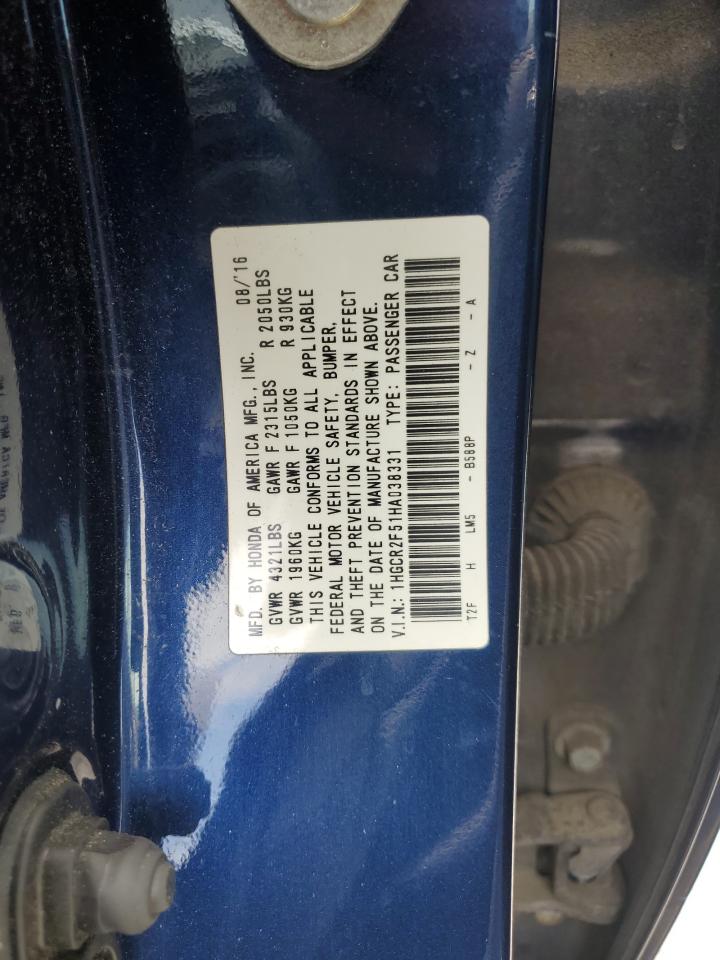 MFD. BY HONDA OF AMERICA MFG., INC. 08/'16
GVWR 4321LBS GAWR F 2315LBS R 2050LBS
GVWR 1960KG GAWR F 1050KG R 930KG
THIS VEHICLE CONFORMS TO ALL APPLICABLE
FEDERAL MOTOR VEHICLE SAFETY, BUMPER,
AND THEFT PREVENTION STANDARDS IN EFFECT
ON THE DATE OF MANUFACTURE SHOWN ABOVE.
V.I.N.: 1HGCR2F51HA038331 TYPE: PASSENGER CAR
T2F H LM5 - B588P - Z - A